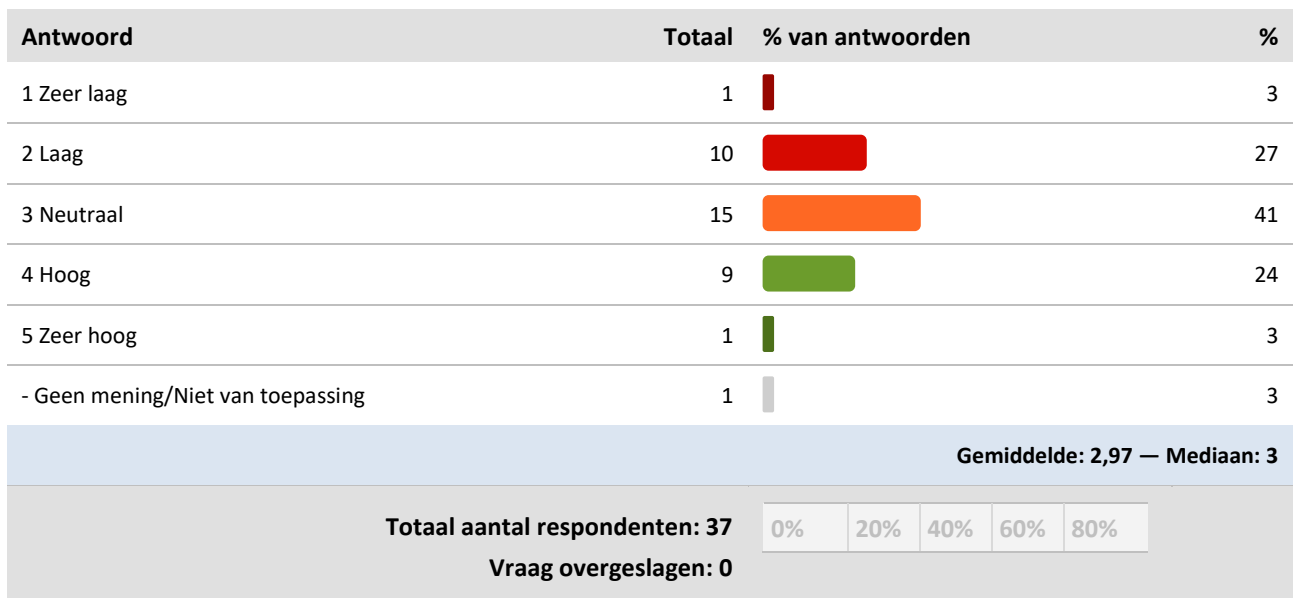 Antwoord Totaal % van antwoorden %
1 Zeer laag 1 3
2 Laag 10 27
3 Neutraal 15 41
4 Hoog 9 24
5 Zeer hoog 1 3
- Geen mening/Niet van toepassing 1 3
Gemiddelde: 2,97 — Mediaan: 3
Totaal aantal respondenten: 37 0% 20% 40% 60% 80%
Vraag overgeslagen: 0